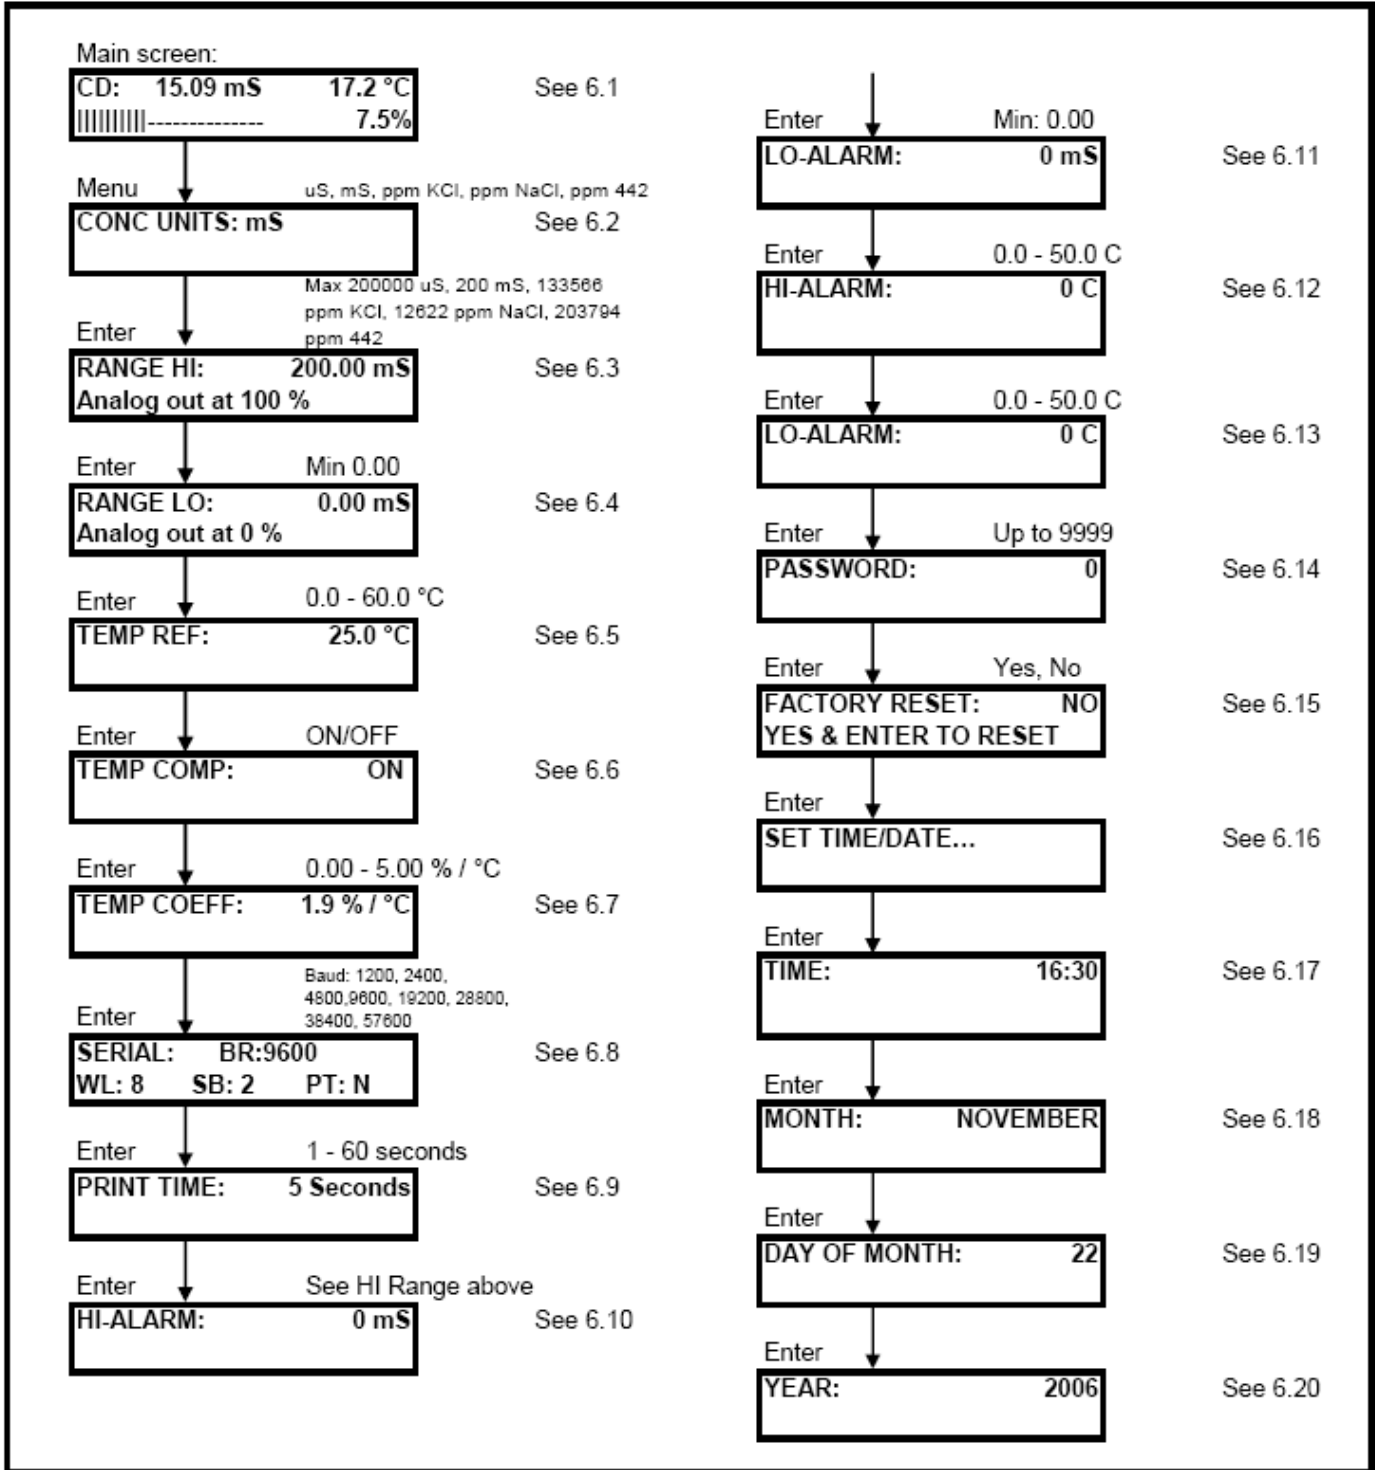 Main screen:
CD: 15.09 mS 17.2 °C
||||||||||-------------- 7.5%
See 6.1
Menu
uS, mS, ppm KCl, ppm NaCl, ppm 442
CONC UNITS: mS
See 6.2
Max 200000 uS, 200 mS, 133566
ppm KCl, 12622 ppm NaCl, 203794
ppm 442
Enter
RANGE HI: 200.00 mS
Analog out at 100 %
See 6.3
Enter Min 0.00
RANGE LO: 0.00 mS
Analog out at 0 %
See 6.4
Enter 0.0 - 60.0 °C
TEMP REF: 25.0 °C
See 6.5
Enter ON/OFF
TEMP COMP: ON
See 6.6
Enter 0.00 - 5.00 % / °C
TEMP COEFF: 1.9 % / °C
See 6.7
Baud: 1200, 2400,
4800,9600, 19200, 28800,
38400, 57600
Enter
SERIAL: BR:9600
WL: 8 SB: 2 PT: N
See 6.8
Enter 1 - 60 seconds
PRINT TIME: 5 Seconds
See 6.9
Enter See HI Range above
HI-ALARM: 0 mS
See 6.10
Enter Min: 0.00
LO-ALARM: 0 mS
See 6.11
Enter 0.0 - 50.0 C
HI-ALARM: 0 C
See 6.12
Enter 0.0 - 50.0 C
LO-ALARM: 0 C
See 6.13
Enter Up to 9999
PASSWORD: 0
See 6.14
Enter Yes, No
FACTORY RESET: NO
YES & ENTER TO RESET
See 6.15
Enter
SET TIME/DATE...
See 6.16
Enter
TIME: 16:30
See 6.17
Enter
MONTH: NOVEMBER
See 6.18
Enter
DAY OF MONTH: 22
See 6.19
Enter
YEAR: 2006
See 6.20